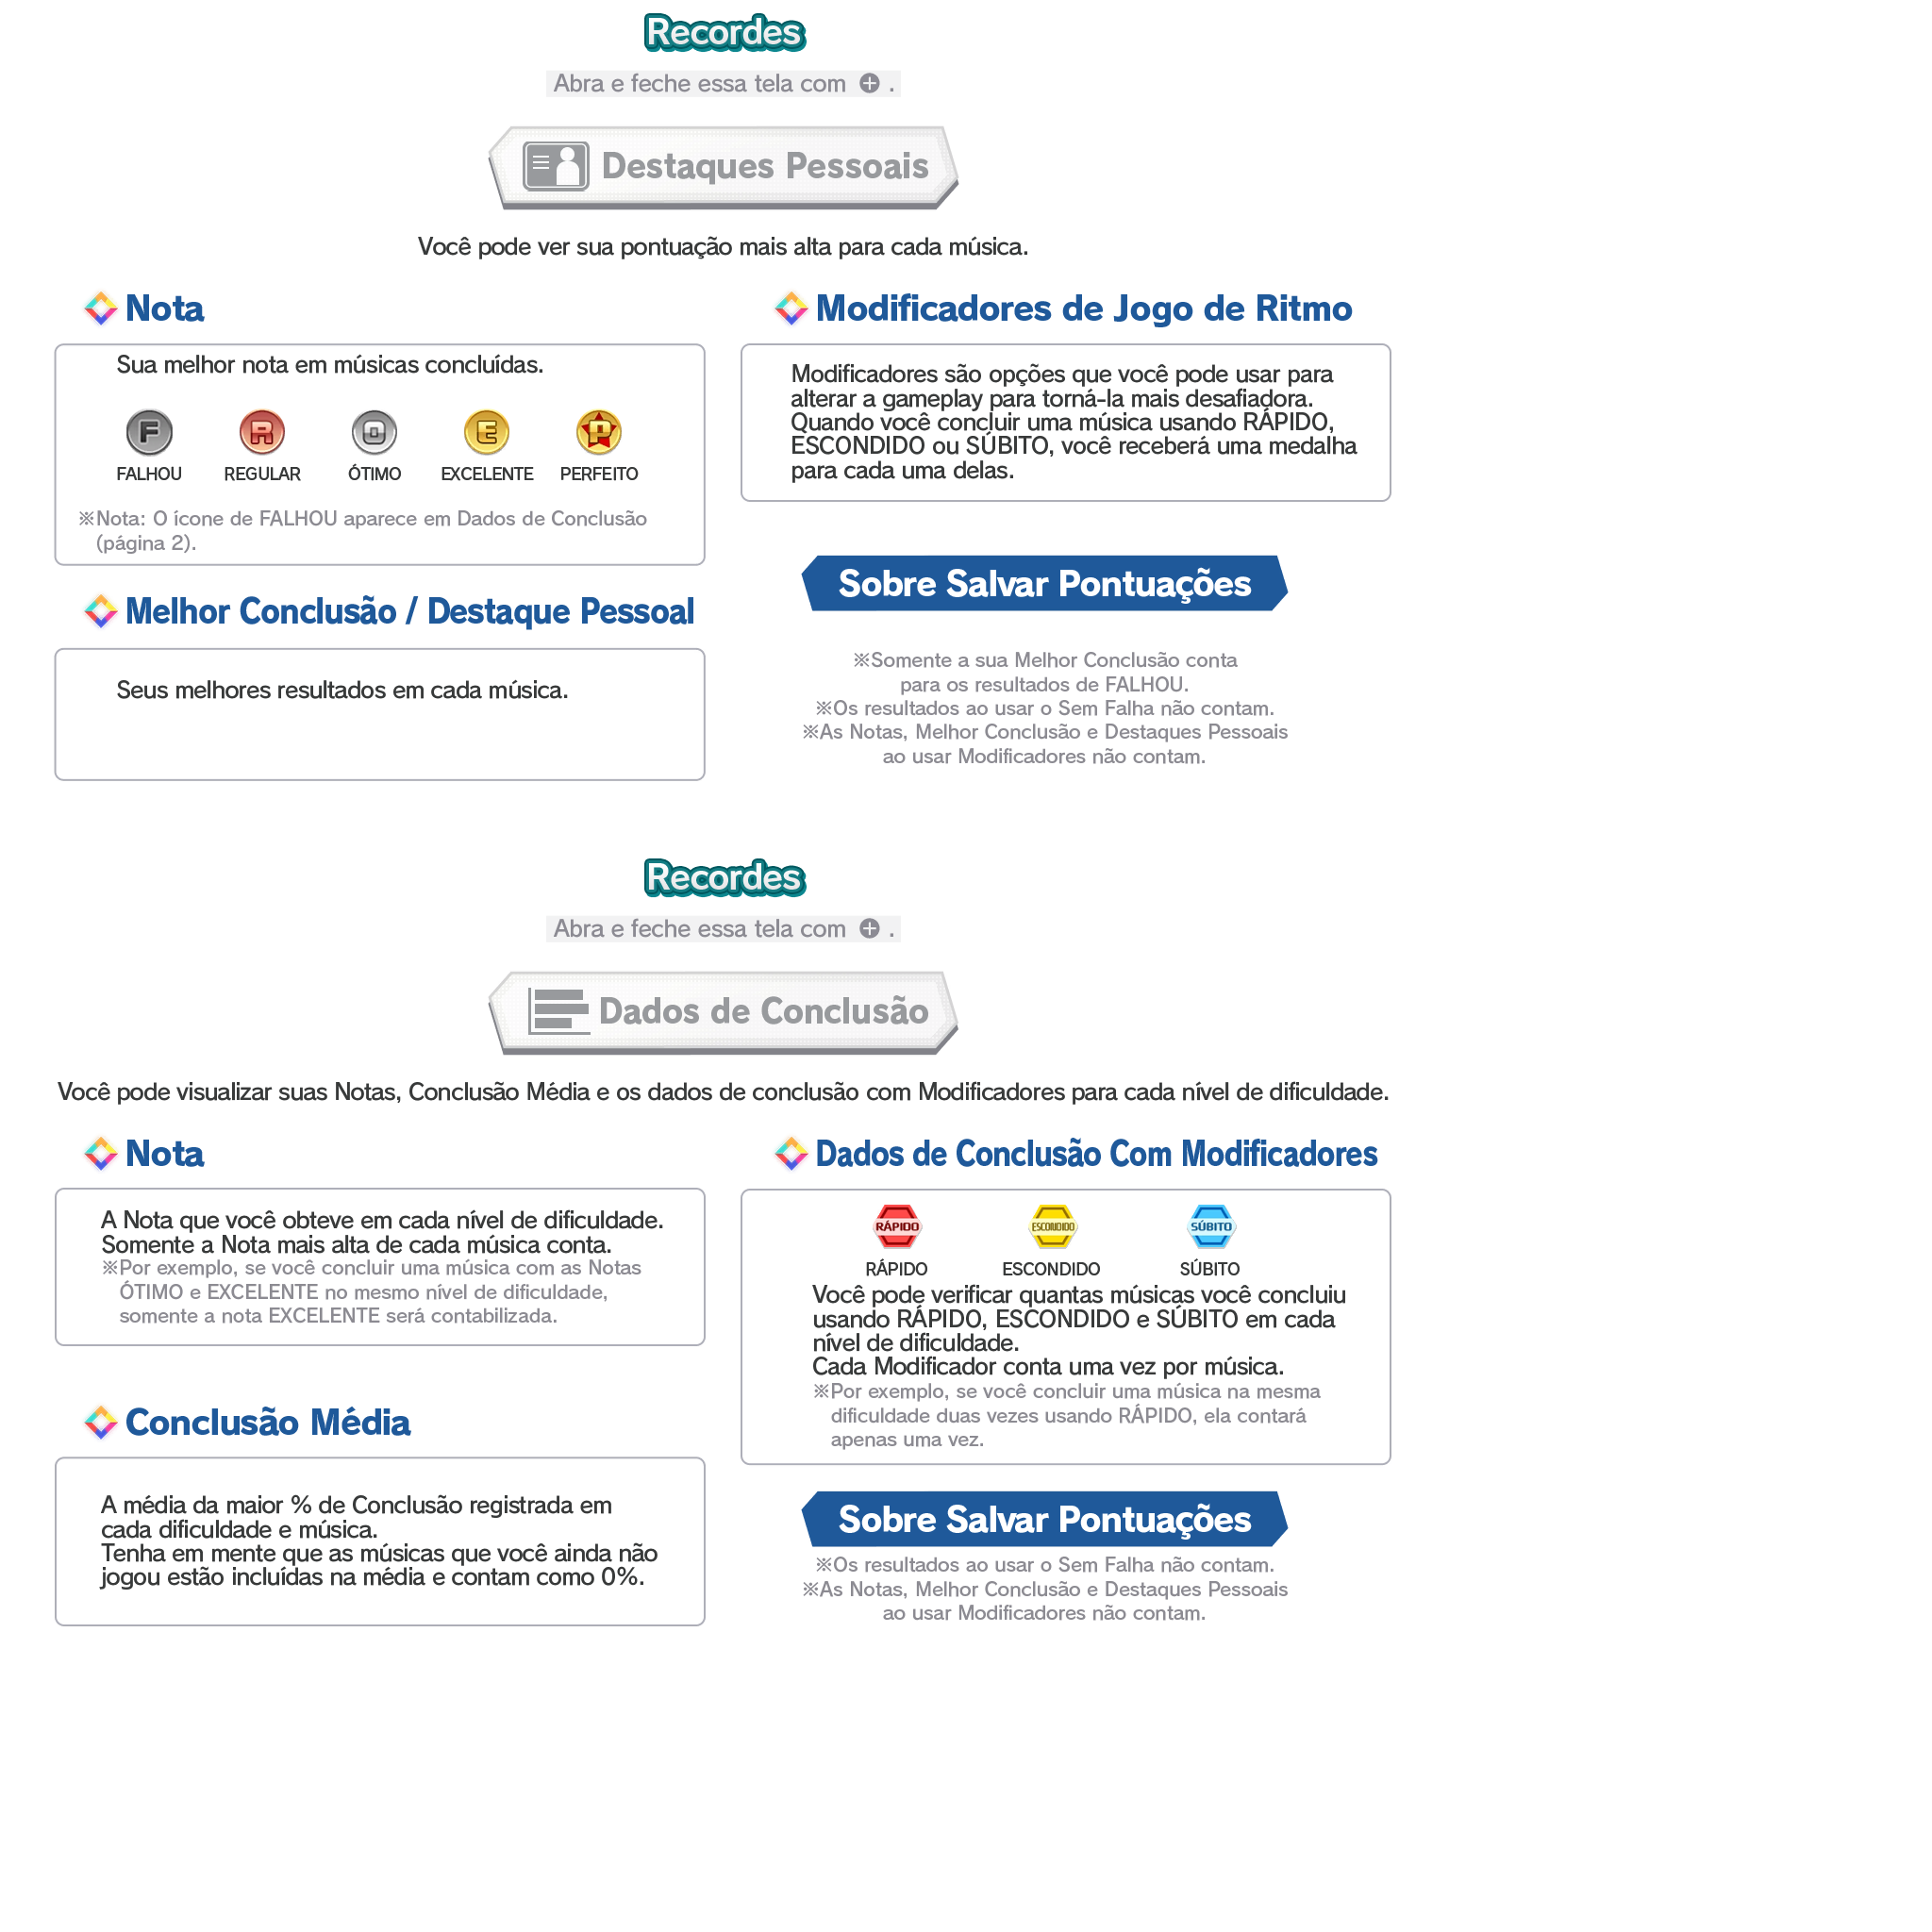 Recordes
Abra e feche essa tela com ⊕ .
Destaques Pessoais
Você pode ver sua pontuação mais alta para cada música.
Nota
Sua melhor nota em músicas concluídas.
F R O E P
FALHOU REGULAR ÓTIMO EXCELENTE PERFEITO
※Nota: O ícone de FALHOU aparece em Dados de Conclusão
(página 2).
Melhor Conclusão / Destaque Pessoal
Seus melhores resultados em cada música.
Modificadores de Jogo de Ritmo
Modificadores são opções que você pode usar para
alterar a gameplay para torná-la mais desafiadora.
Quando você concluir uma música usando RÁPIDO,
ESCONDIDO ou SÚBITO, você receberá uma medalha
para cada uma delas.
Sobre Salvar Pontuações
※Somente a sua Melhor Conclusão conta
para os resultados de FALHOU.
※Os resultados ao usar o Sem Falha não contam.
※As Notas, Melhor Conclusão e Destaques Pessoais
ao usar Modificadores não contam.
Recordes
Abra e feche essa tela com ⊕ .
Dados de Conclusão
Você pode visualizar suas Notas, Conclusão Média e os dados de conclusão com Modificadores para cada nível de dificuldade.
Nota
A Nota que você obteve em cada nível de dificuldade.
Somente a Nota mais alta de cada música conta.
※Por exemplo, se você concluir uma música com as Notas
ÓTIMO e EXCELENTE no mesmo nível de dificuldade,
somente a nota EXCELENTE será contabilizada.
Conclusão Média
A média da maior % de Conclusão registrada em
cada dificuldade e música.
Tenha em mente que as músicas que você ainda não
jogou estão incluídas na média e contam como 0%.
Dados de Conclusão Com Modificadores
RÁPIDO ESCONDIDO SÚBITO
RÁPIDO ESCONDIDO SÚBITO
Você pode verificar quantas músicas você concluiu
usando RÁPIDO, ESCONDIDO e SÚBITO em cada
nível de dificuldade.
Cada Modificador conta uma vez por música.
※Por exemplo, se você concluir uma música na mesma
dificuldade duas vezes usando RÁPIDO, ela contará
apenas uma vez.
Sobre Salvar Pontuações
※Os resultados ao usar o Sem Falha não contam.
※As Notas, Melhor Conclusão e Destaques Pessoais
ao usar Modificadores não contam.